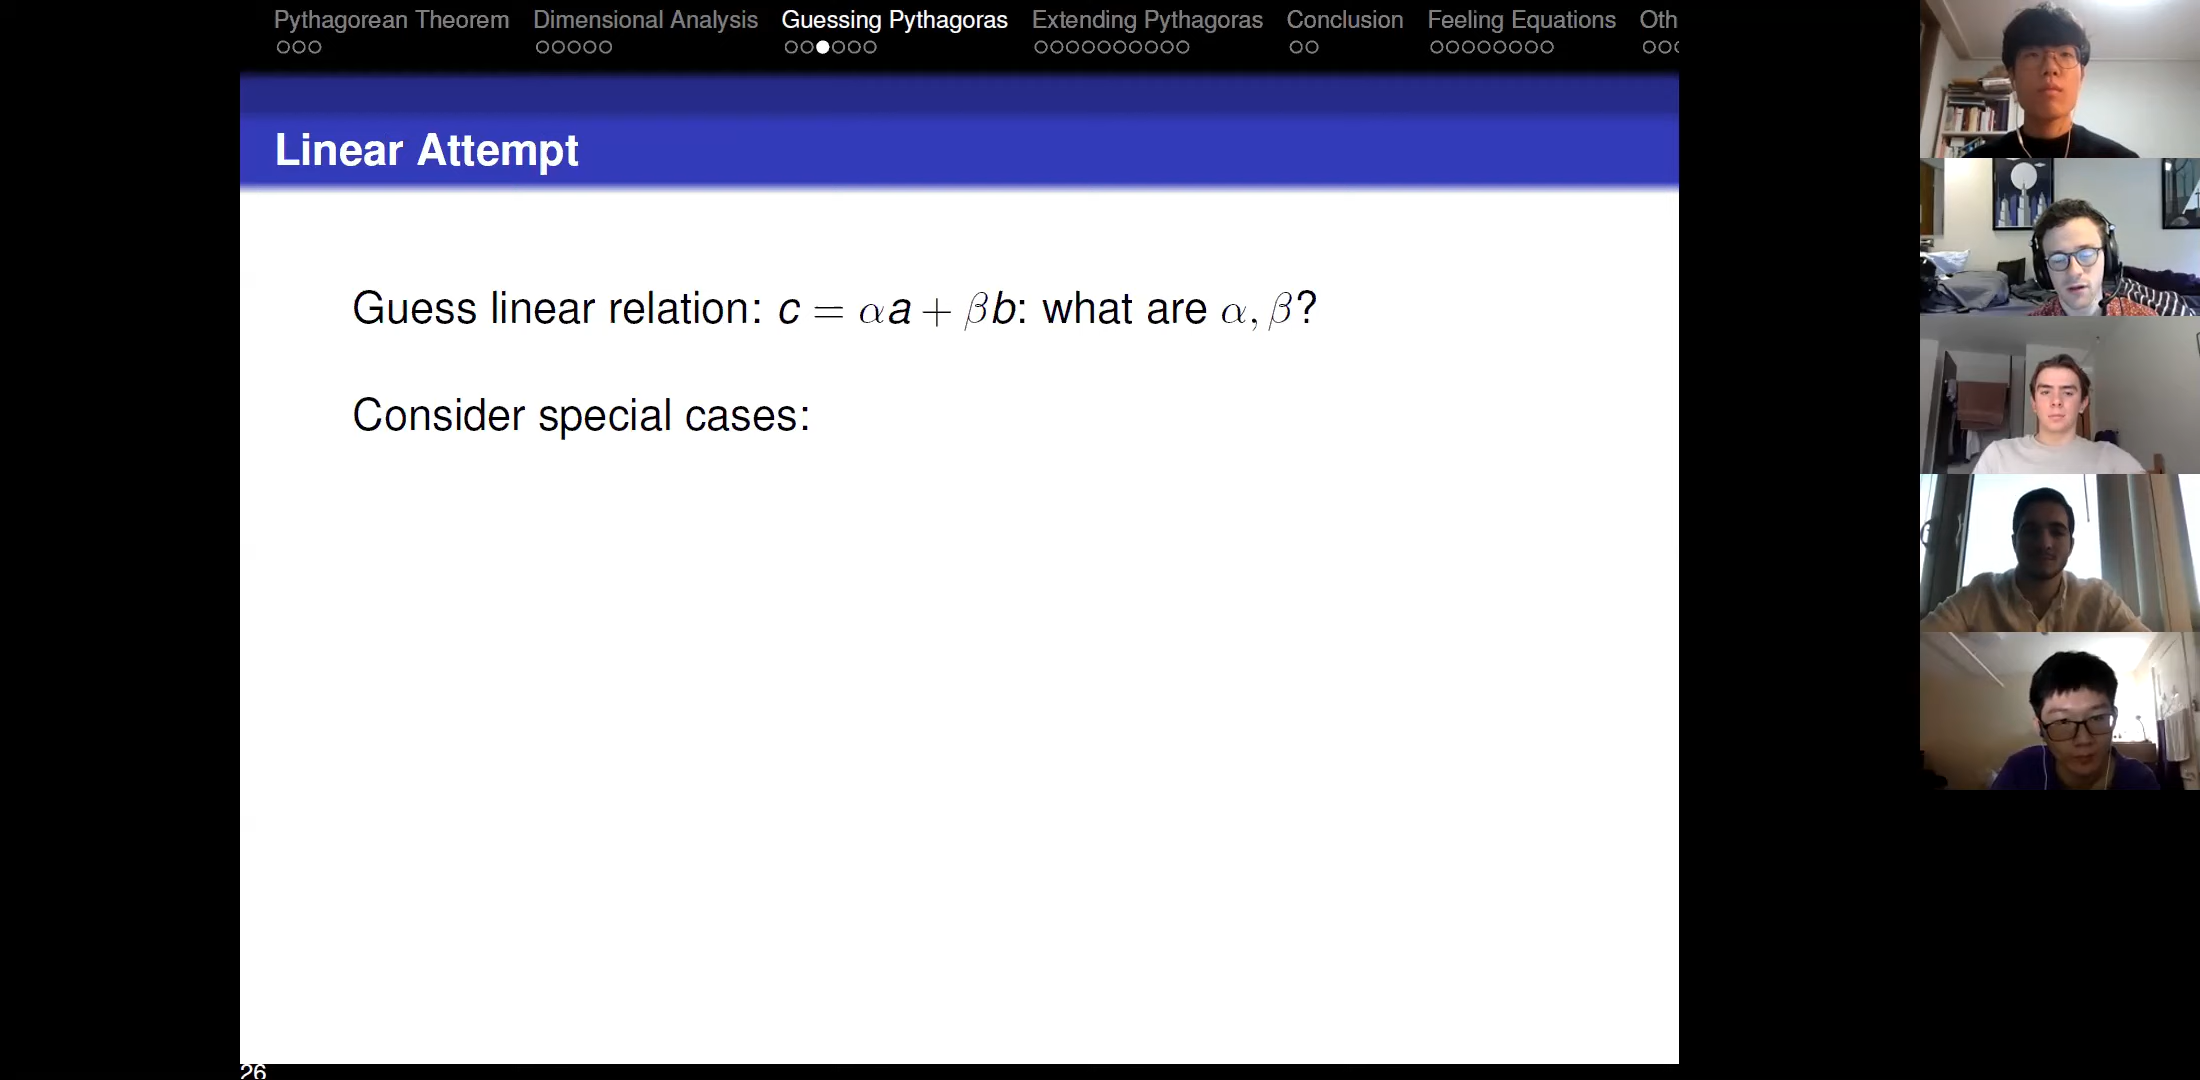 Pythagorean Theorem Dimensional Analysis Guessing Pythagoras Extending Pythagoras Conclusion Feeling Equations Oth
Linear Attempt
Guess linear relation: c = αa + βb: what are α, β?
Consider special cases:
26